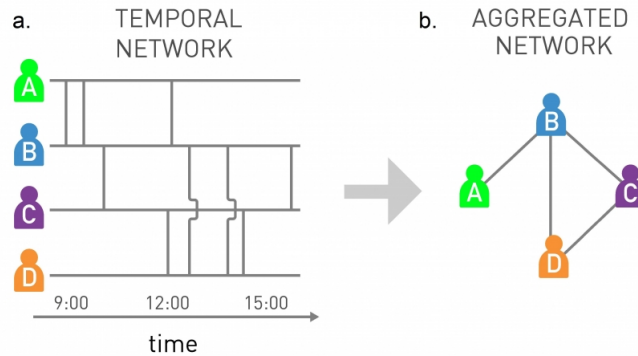 a.
TEMPORAL
NETWORK
A
B
C
D
9:00 12:00 15:00
time
b.
AGGREGATED
NETWORK
B
A
C
D